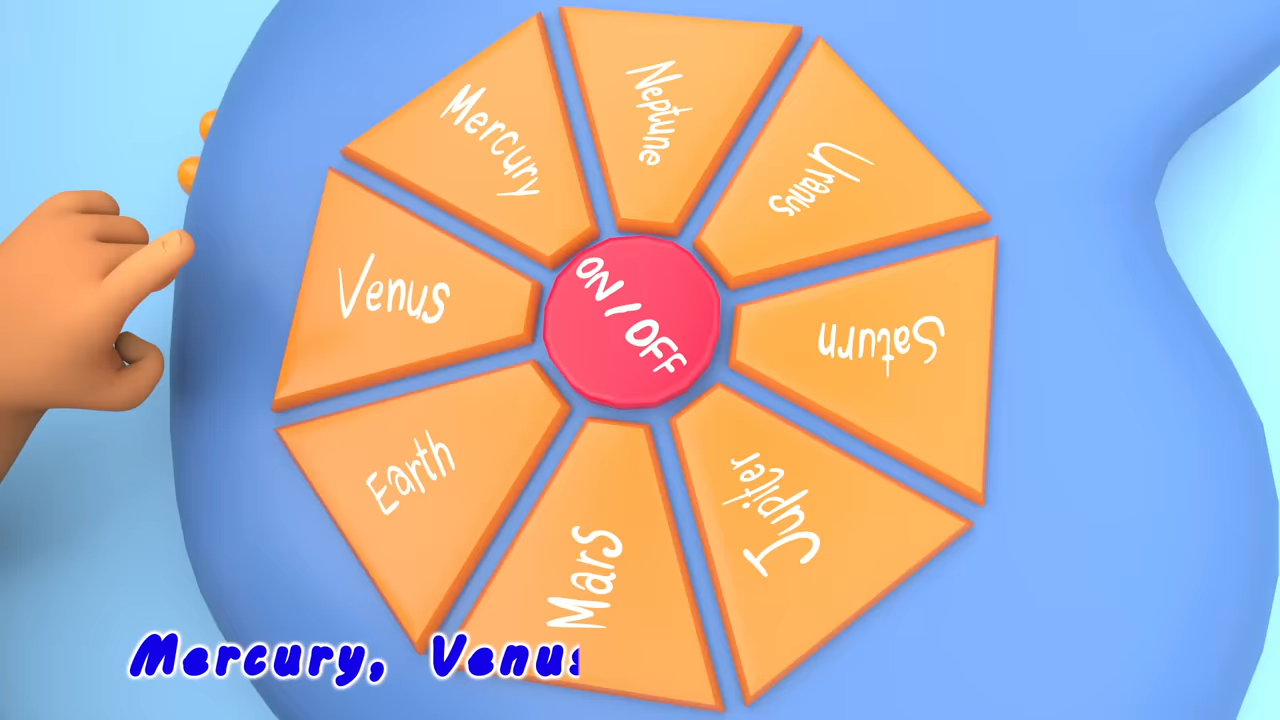 Neptune
Mercury
Uranus
Venus
ON / OFF
Saturn
Earth
Jupiter
Mars
Mercury, Venus